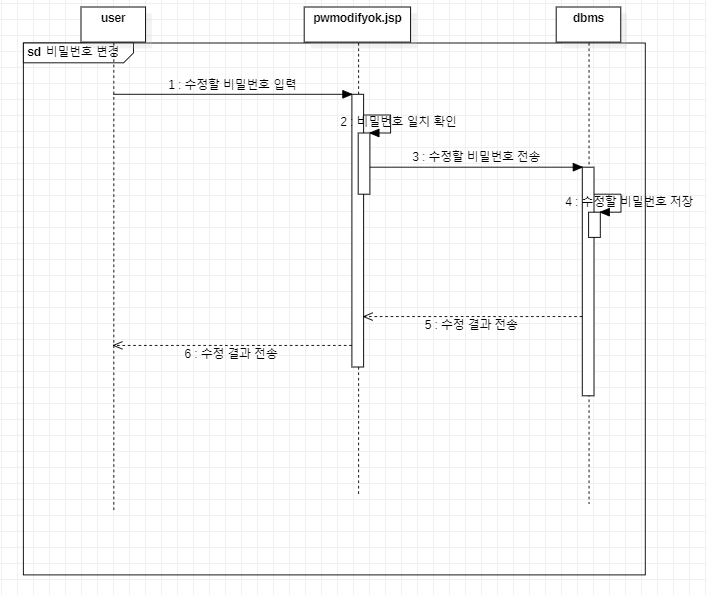 user
pwmodifyok.jsp
dbms
sd 비밀번호 변경
1 : 수정할 비밀번호 입력
2 : 비밀번호 일치 확인
3 : 수정할 비밀번호 전송
4 : 수정할 비밀번호 저장
5 : 수정 결과 전송
6 : 수정 결과 전송